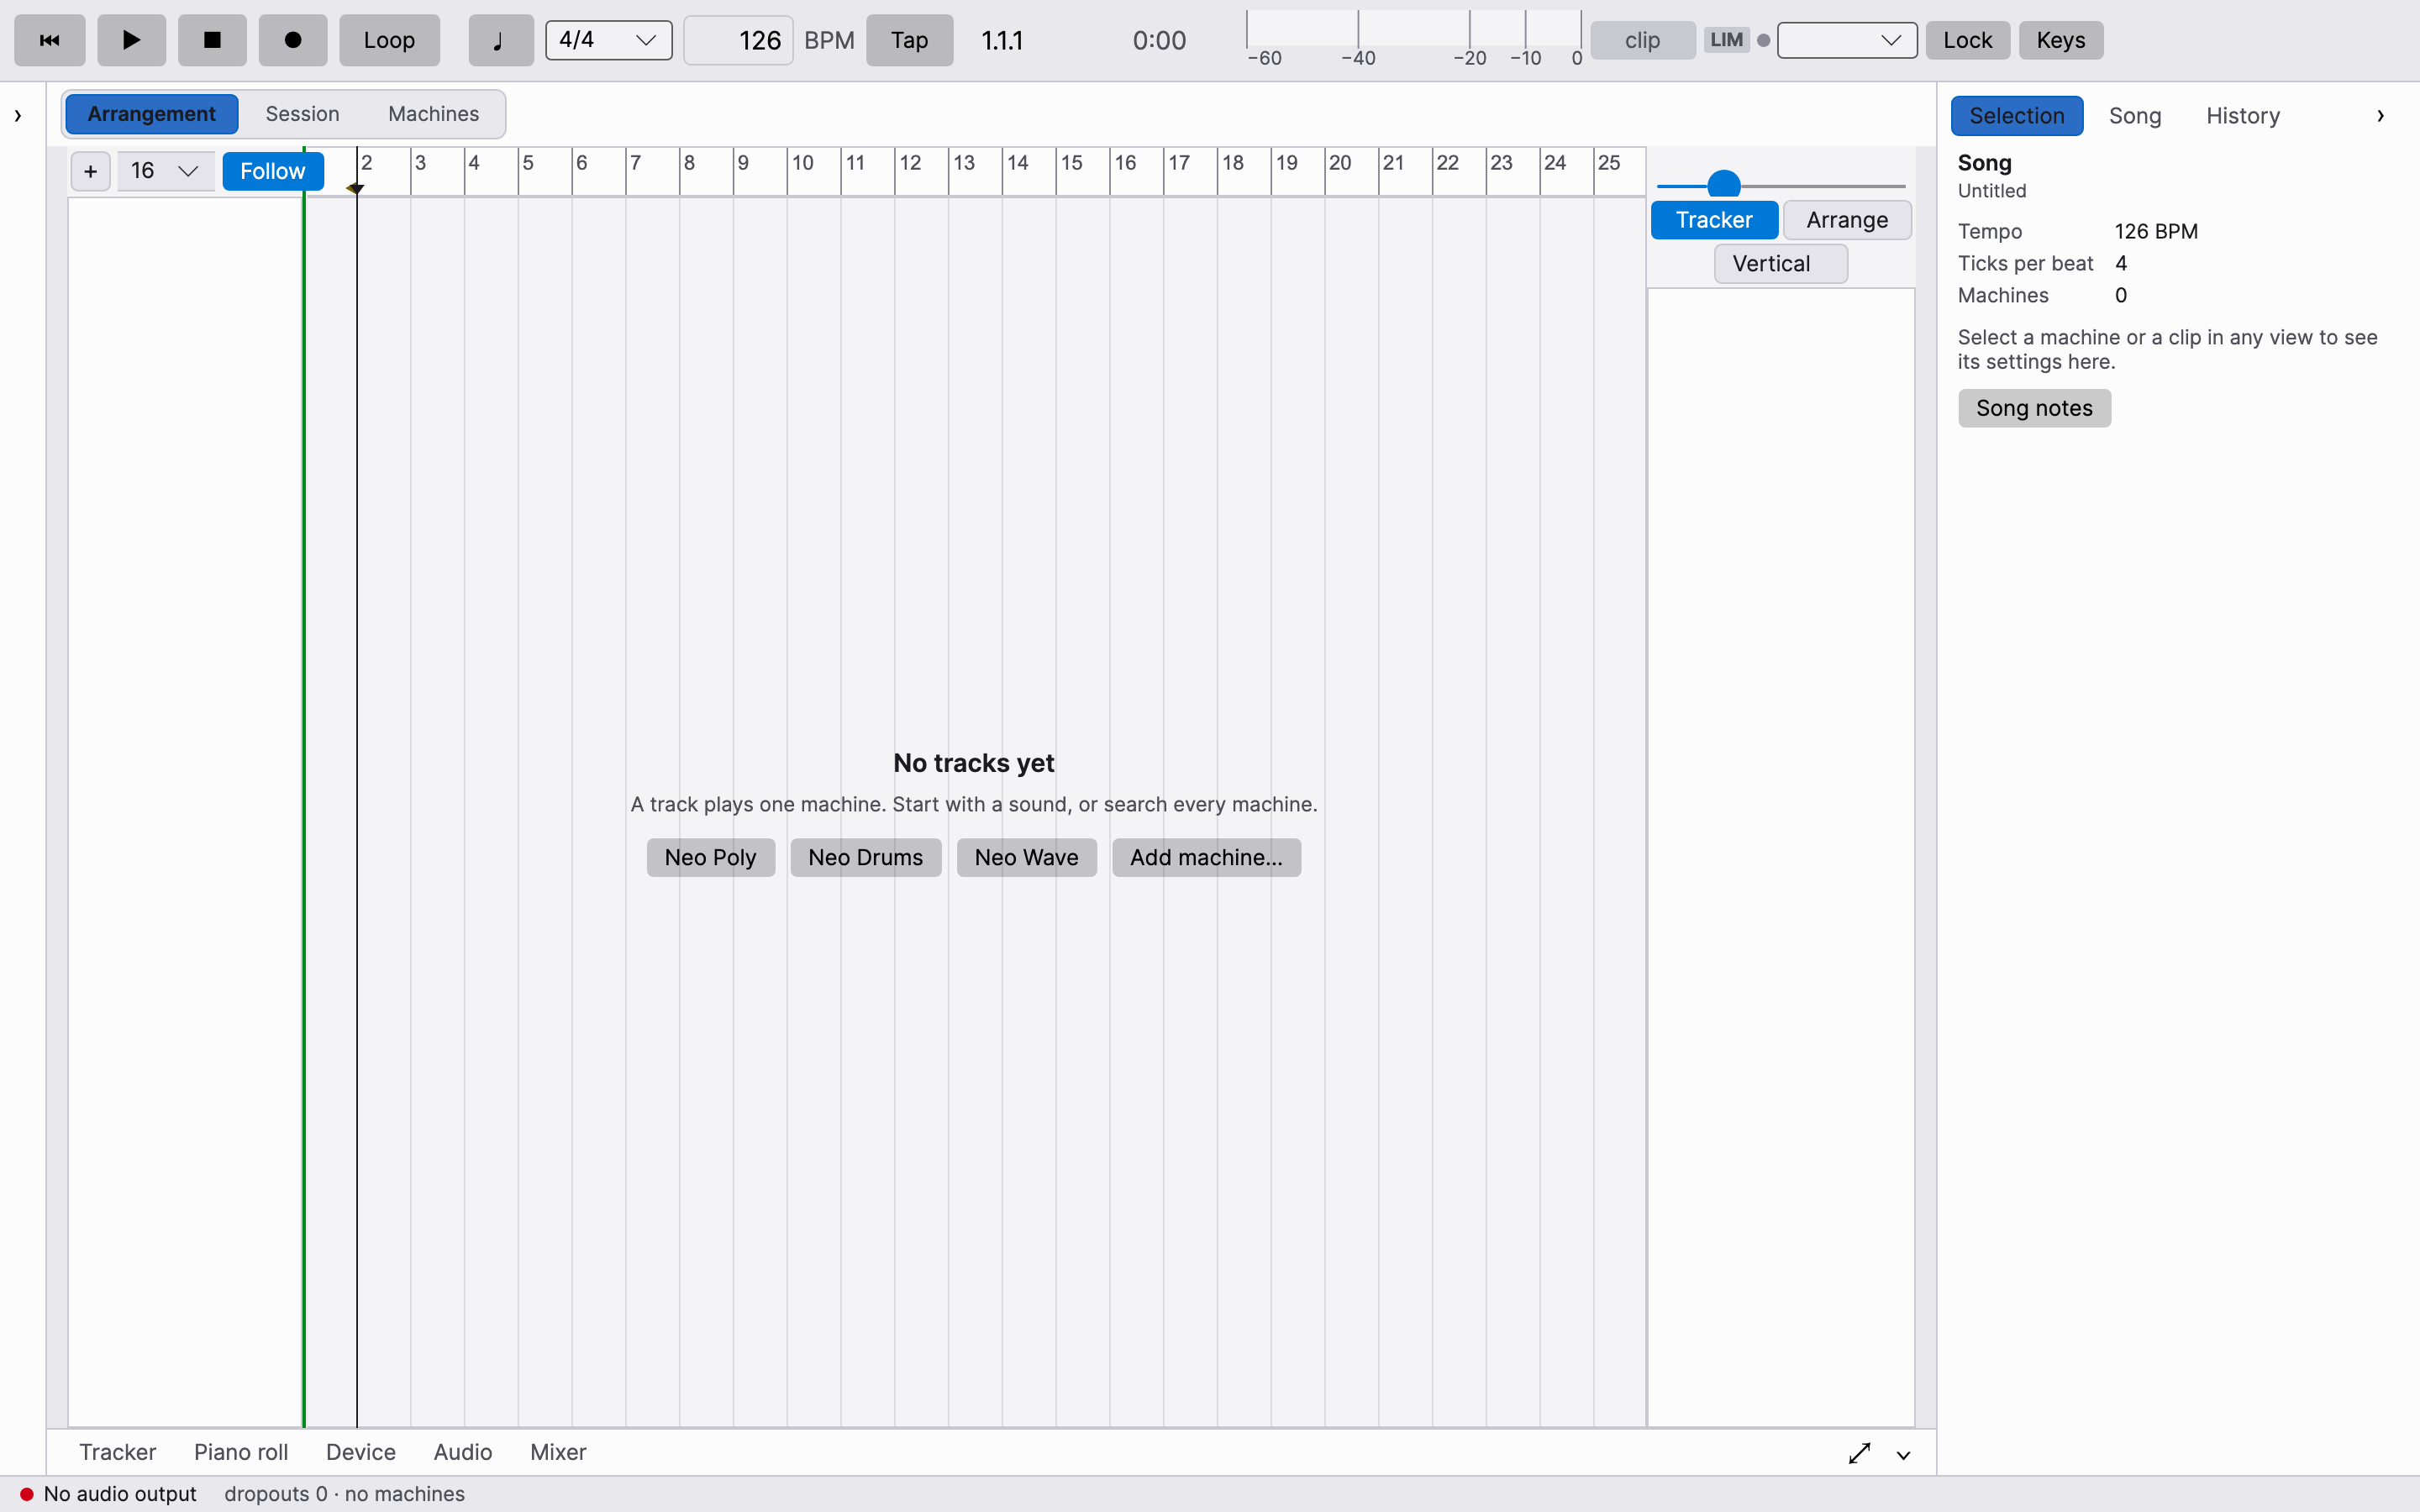 Loop
4/4
126 BPM
Tap
1.1.1
0:00
−60 −40 −20 −10 0
clip
LIM
Lock
Keys
Arrangement Session Machines
Selection Song History
+ 16 Follow
2 3 4 5 6 7 8 9 10 11 12 13 14 15 16 17 18 19 20 21 22 23 24 25
Tracker Arrange
Vertical
Song
Untitled
Tempo 126 BPM
Ticks per beat 4
Machines 0
Select a machine or a clip in any view to see
its settings here.
Song notes
No tracks yet
A track plays one machine. Start with a sound, or search every machine.
Neo Poly Neo Drums Neo Wave Add machine...
Tracker Piano roll Device Audio Mixer
No audio output dropouts 0 · no machines